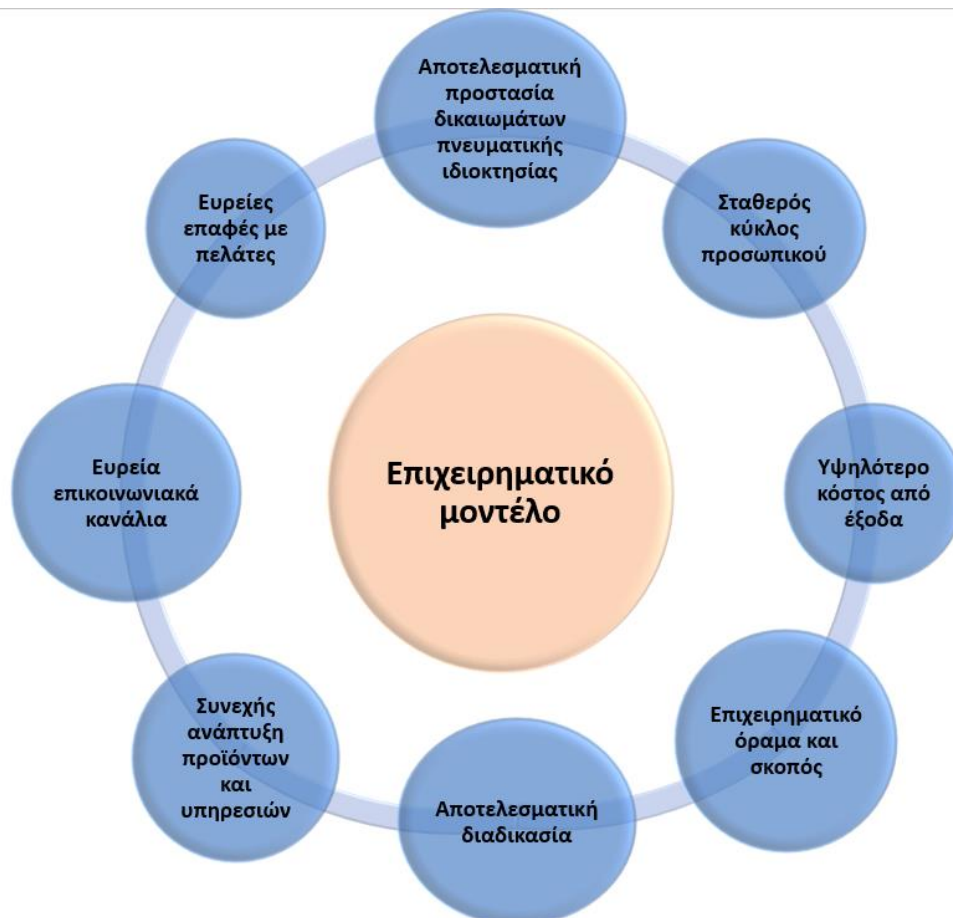 Αποτελεσματική
προστασία
δικαιωμάτων
πνευματικής
ιδιοκτησίας
Σταθερός
κύκλος
προσωπικού
Υψηλότερο
κόστος από
έξοδα
Επιχειρηματικό
όραμα και
σκοπός
Αποτελεσματική
διαδικασία
Συνεχής
ανάπτυξη
προϊόντων
και
υπηρεσιών
Ευρεία
επικοινωνιακά
κανάλια
Ευρείες
επαφές με
πελάτες
Επιχειρηματικό
μοντέλο